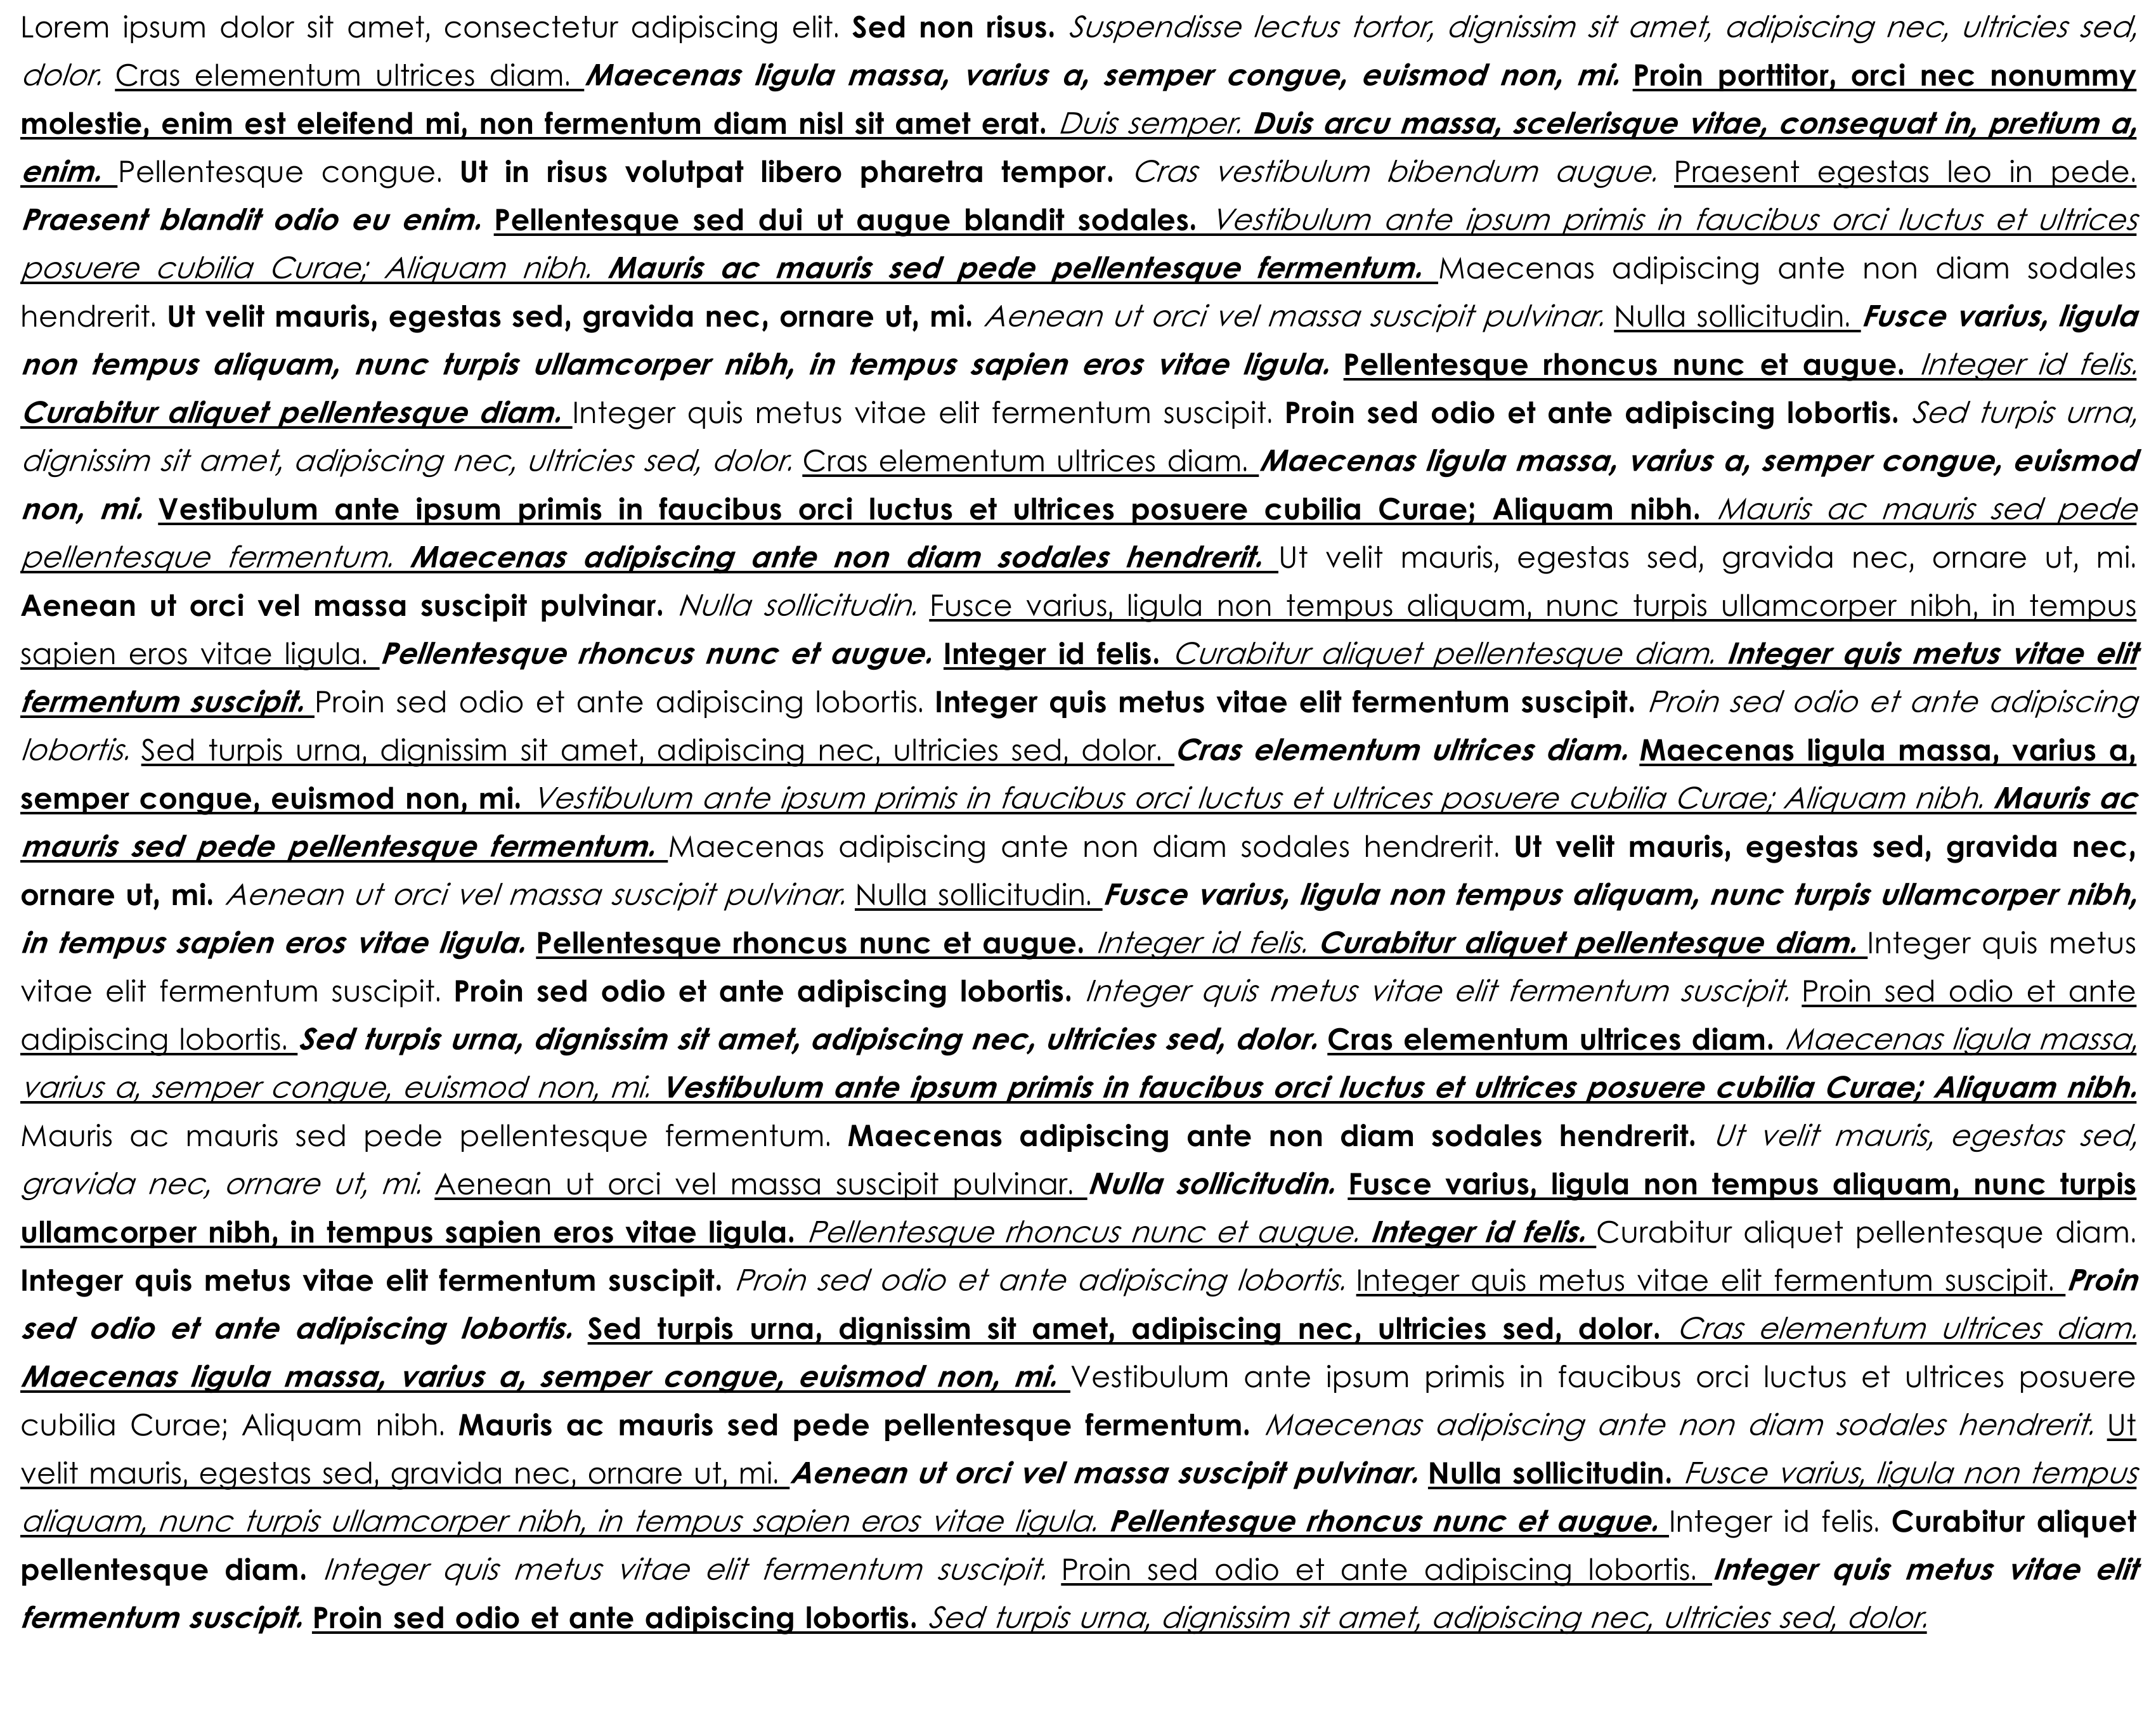 Lorem ipsum dolor sit amet, consectetur adipiscing elit. Sed non risus. Suspendisse lectus tortor, dignissim sit amet, adipiscing nec, ultricies sed,
dolor. Cras elementum ultrices diam. Maecenas ligula massa, varius a, semper congue, euismod non, mi. Proin porttitor, orci nec nonummy
molestie, enim est eleifend mi, non fermentum diam nisl sit amet erat. Duis semper. Duis arcu massa, scelerisque vitae, consequat in, pretium a,
enim. Pellentesque congue. Ut in risus volutpat libero pharetra tempor. Cras vestibulum bibendum augue. Praesent egestas leo in pede.
Praesent blandit odio eu enim. Pellentesque sed dui ut augue blandit sodales. Vestibulum ante ipsum primis in faucibus orci luctus et ultrices
posuere cubilia Curae; Aliquam nibh. Mauris ac mauris sed pede pellentesque fermentum. Maecenas adipiscing ante non diam sodales
hendrerit. Ut velit mauris, egestas sed, gravida nec, ornare ut, mi. Aenean ut orci vel massa suscipit pulvinar. Nulla sollicitudin. Fusce varius, ligula
non tempus aliquam, nunc turpis ullamcorper nibh, in tempus sapien eros vitae ligula. Pellentesque rhoncus nunc et augue. Integer id felis.
Curabitur aliquet pellentesque diam. Integer quis metus vitae elit fermentum suscipit. Proin sed odio et ante adipiscing lobortis. Sed turpis urna,
dignissim sit amet, adipiscing nec, ultricies sed, dolor. Cras elementum ultrices diam. Maecenas ligula massa, varius a, semper congue, euismod
non, mi. Vestibulum ante ipsum primis in faucibus orci luctus et ultrices posuere cubilia Curae; Aliquam nibh. Mauris ac mauris sed pede
pellentesque fermentum. Maecenas adipiscing ante non diam sodales hendrerit. Ut velit mauris, egestas sed, gravida nec, ornare ut, mi.
Aenean ut orci vel massa suscipit pulvinar. Nulla sollicitudin. Fusce varius, ligula non tempus aliquam, nunc turpis ullamcorper nibh, in tempus
sapien eros vitae ligula. Pellentesque rhoncus nunc et augue. Integer id felis. Curabitur aliquet pellentesque diam. Integer quis metus vitae elit
fermentum suscipit. Proin sed odio et ante adipiscing lobortis. Integer quis metus vitae elit fermentum suscipit. Proin sed odio et ante adipiscing
lobortis. Sed turpis urna, dignissim sit amet, adipiscing nec, ultricies sed, dolor. Cras elementum ultrices diam. Maecenas ligula massa, varius a,
semper congue, euismod non, mi. Vestibulum ante ipsum primis in faucibus orci luctus et ultrices posuere cubilia Curae; Aliquam nibh. Mauris ac
mauris sed pede pellentesque fermentum. Maecenas adipiscing ante non diam sodales hendrerit. Ut velit mauris, egestas sed, gravida nec,
ornare ut, mi. Aenean ut orci vel massa suscipit pulvinar. Nulla sollicitudin. Fusce varius, ligula non tempus aliquam, nunc turpis ullamcorper nibh,
in tempus sapien eros vitae ligula. Pellentesque rhoncus nunc et augue. Integer id felis. Curabitur aliquet pellentesque diam. Integer quis metus
vitae elit fermentum suscipit. Proin sed odio et ante adipiscing lobortis. Integer quis metus vitae elit fermentum suscipit. Proin sed odio et ante
adipiscing lobortis. Sed turpis urna, dignissim sit amet, adipiscing nec, ultricies sed, dolor. Cras elementum ultrices diam. Maecenas ligula massa,
varius a, semper congue, euismod non, mi. Vestibulum ante ipsum primis in faucibus orci luctus et ultrices posuere cubilia Curae; Aliquam nibh.
Mauris ac mauris sed pede pellentesque fermentum. Maecenas adipiscing ante non diam sodales hendrerit. Ut velit mauris, egestas sed,
gravida nec, ornare ut, mi. Aenean ut orci vel massa suscipit pulvinar. Nulla sollicitudin. Fusce varius, ligula non tempus aliquam, nunc turpis
ullamcorper nibh, in tempus sapien eros vitae ligula. Pellentesque rhoncus nunc et augue. Integer id felis. Curabitur aliquet pellentesque diam.
Integer quis metus vitae elit fermentum suscipit. Proin sed odio et ante adipiscing lobortis. Integer quis metus vitae elit fermentum suscipit. Proin
sed odio et ante adipiscing lobortis. Sed turpis urna, dignissim sit amet, adipiscing nec, ultricies sed, dolor. Cras elementum ultrices diam.
Maecenas ligula massa, varius a, semper congue, euismod non, mi. Vestibulum ante ipsum primis in faucibus orci luctus et ultrices posuere
cubilia Curae; Aliquam nibh. Mauris ac mauris sed pede pellentesque fermentum. Maecenas adipiscing ante non diam sodales hendrerit. Ut
velit mauris, egestas sed, gravida nec, ornare ut, mi. Aenean ut orci vel massa suscipit pulvinar. Nulla sollicitudin. Fusce varius, ligula non tempus
aliquam, nunc turpis ullamcorper nibh, in tempus sapien eros vitae ligula. Pellentesque rhoncus nunc et augue. Integer id felis. Curabitur aliquet
pellentesque diam. Integer quis metus vitae elit fermentum suscipit. Proin sed odio et ante adipiscing lobortis. Integer quis metus vitae elit
fermentum suscipit. Proin sed odio et ante adipiscing lobortis. Sed turpis urna, dignissim sit amet, adipiscing nec, ultricies sed, dolor.